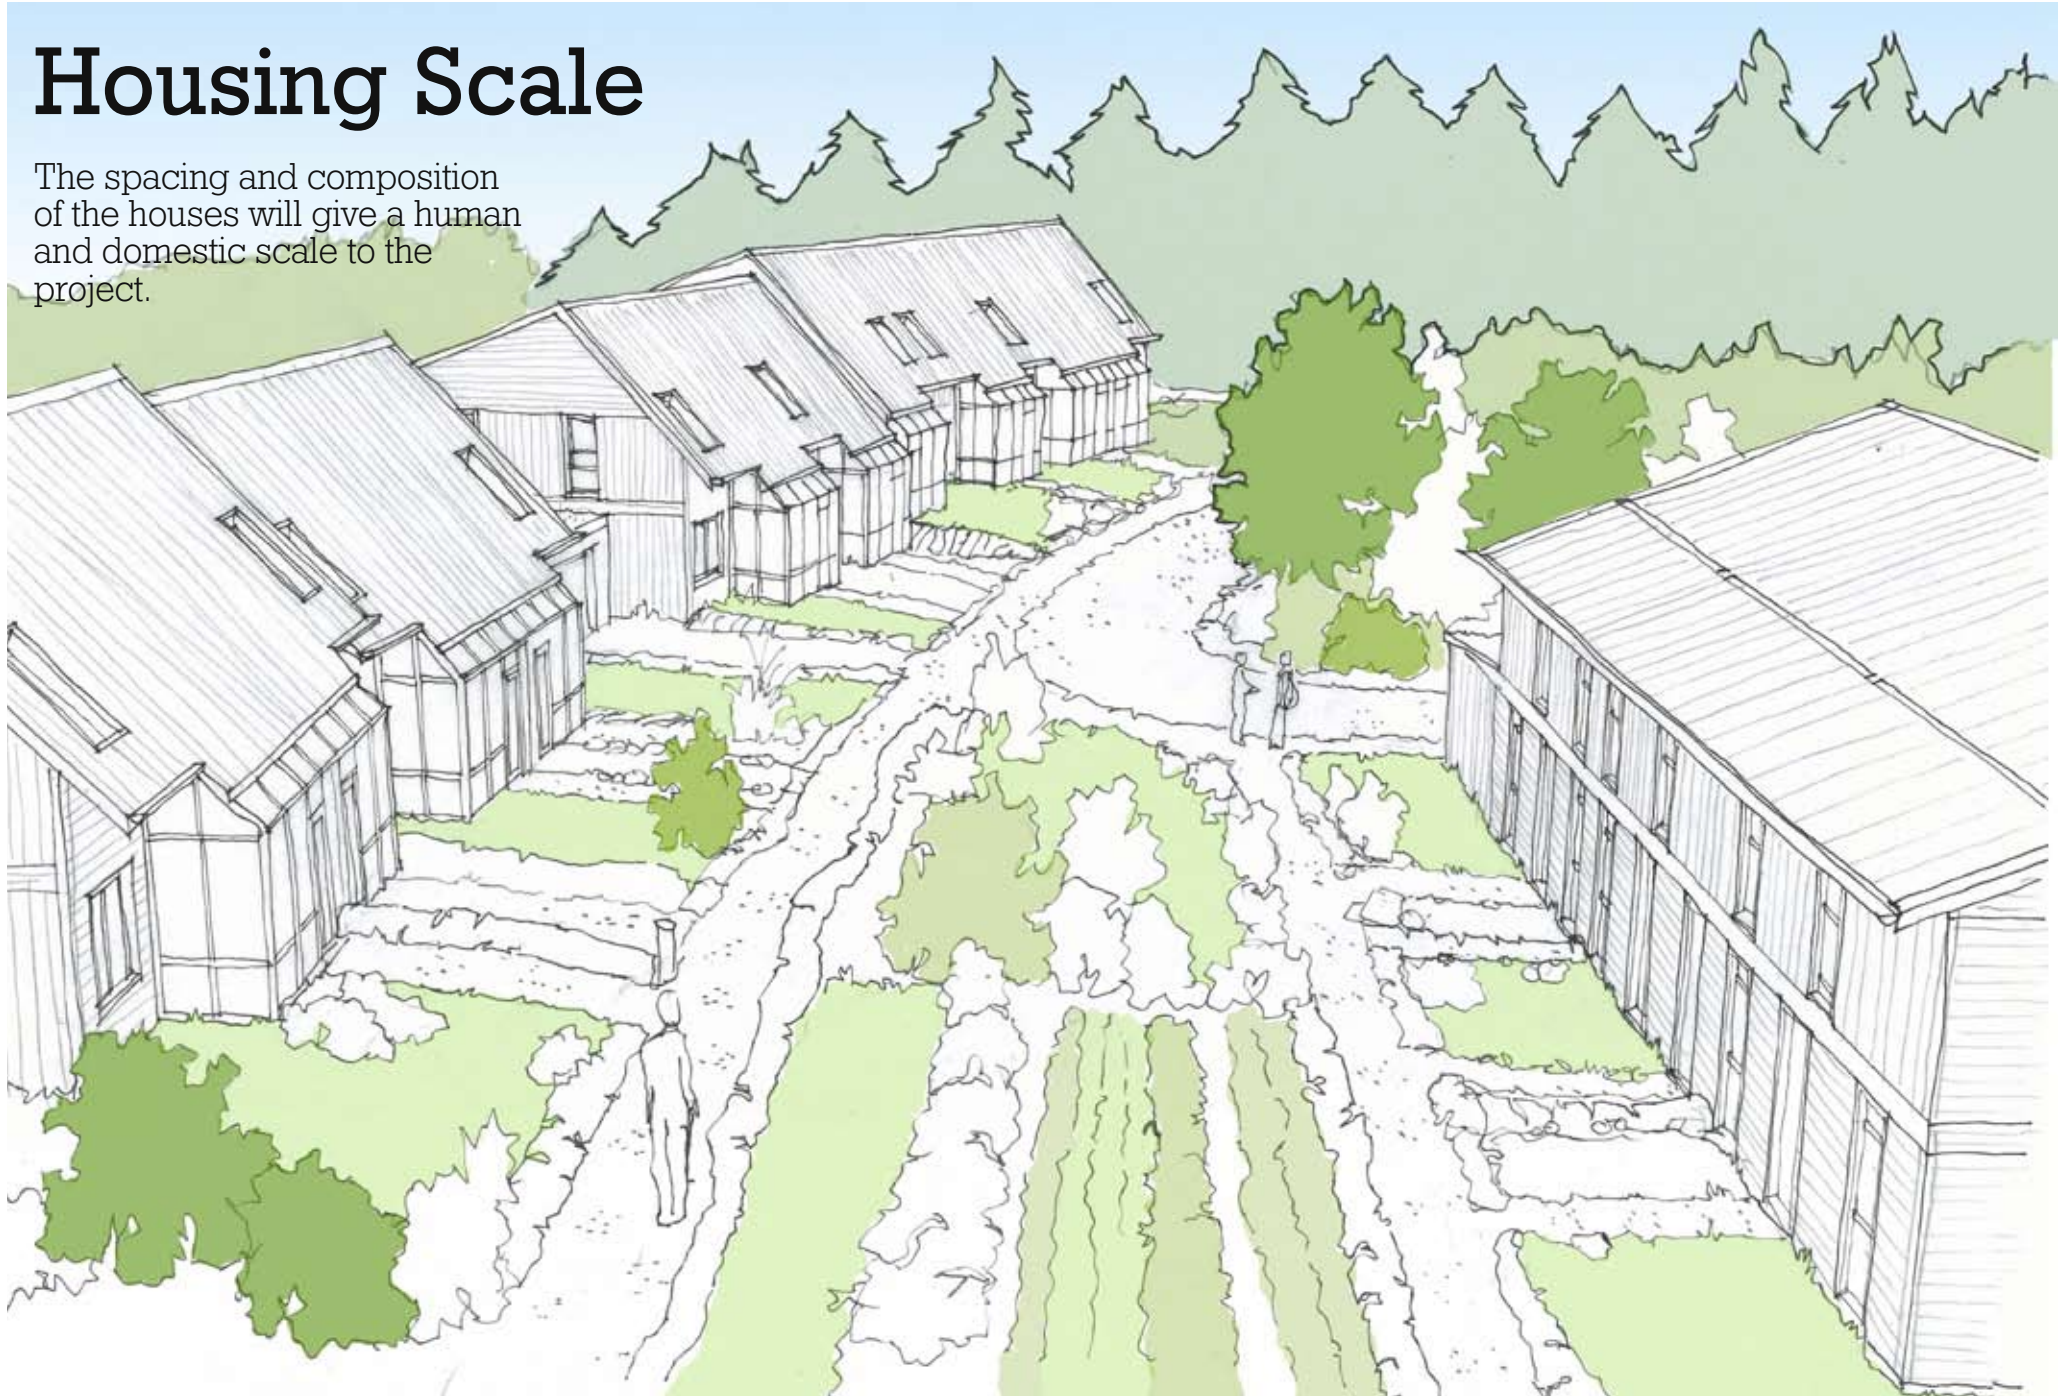 Housing Scale
The spacing and composition
of the houses will give a human
and domestic scale to the
project.